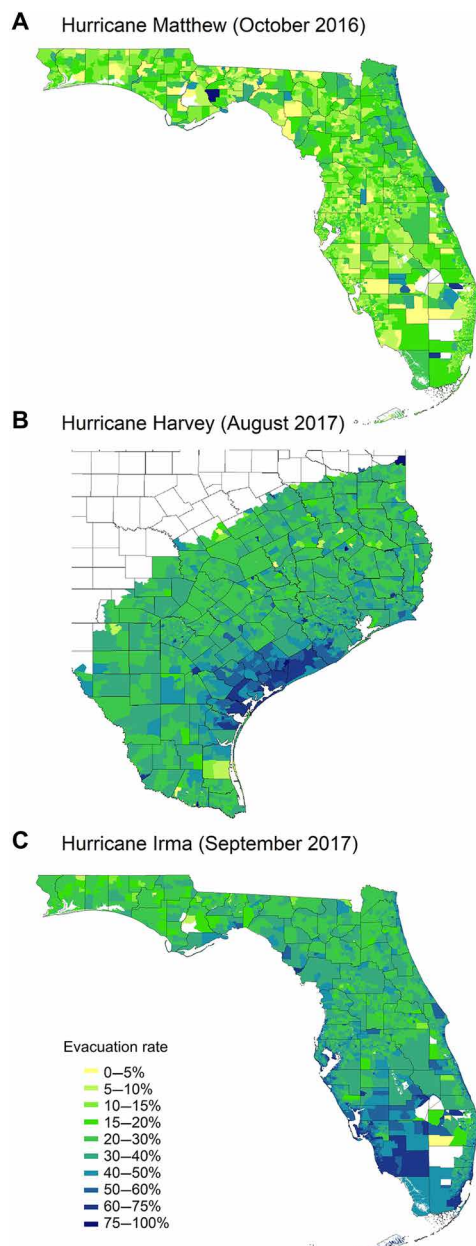 A Hurricane Matthew (October 2016)
B Hurricane Harvey (August 2017)
C Hurricane Irma (September 2017)
Evacuation rate
0–5%
5–10%
10–15%
15–20%
20–30%
30–40%
40–50%
50–60%
60–75%
75–100%